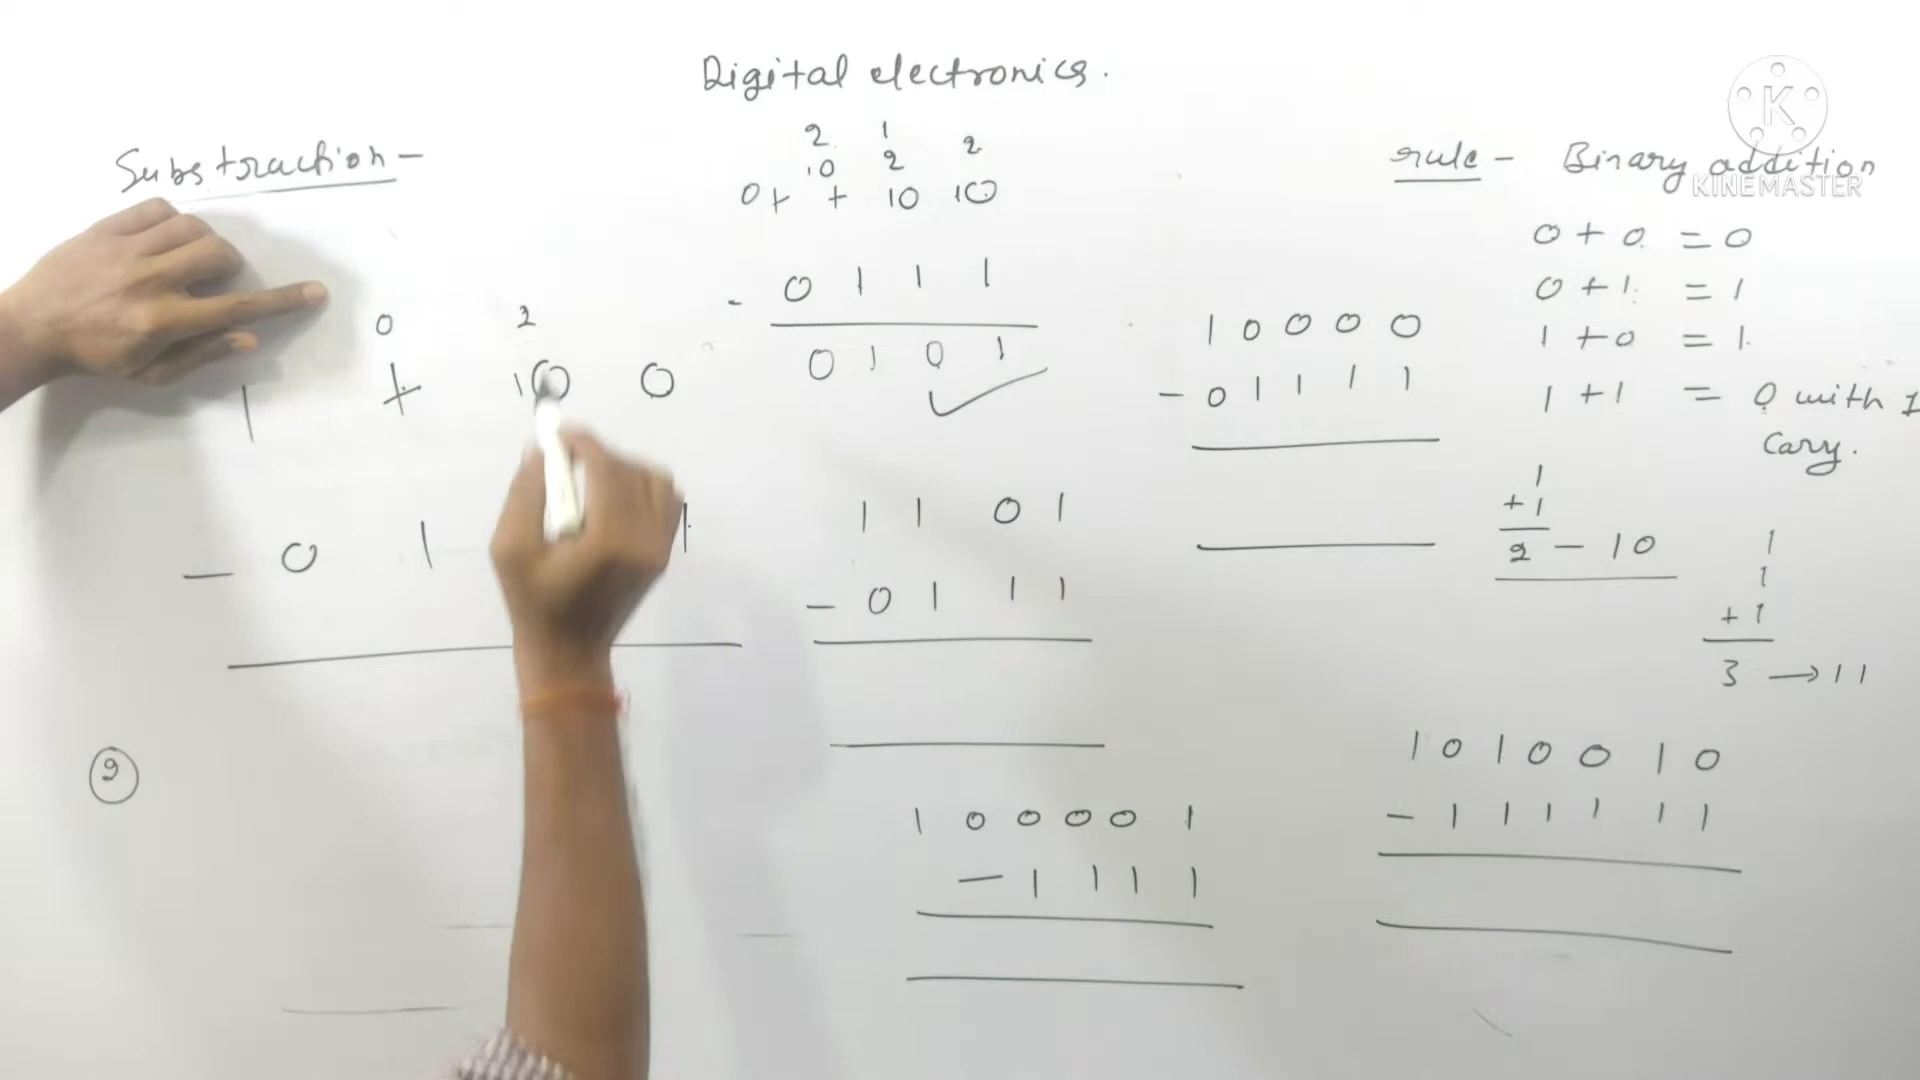 Digital electronics.
Substraction -
rule - Binary addition
K
KINEMASTER
2 1 2
10 2
0 + + 10 10
- 0 1 1 1
0 1 0 1
0 2
1 + 10 0
- 0 1 1
1 1 0 1
- 0 1 1 1
1 0 0 0 0
- 0 1 1 1 1
0 + 0 = 0
0 + 1 = 1
1 + 0 = 1
1 + 1 = 0 with 1
Cary.
1
+ 1
2 - 10
1
1
+ 1
3 → 11
2
1 0 0 0 0 1
- 1 1 1 1
1 0 1 0 0 1 0
- 1 1 1 1 1 1